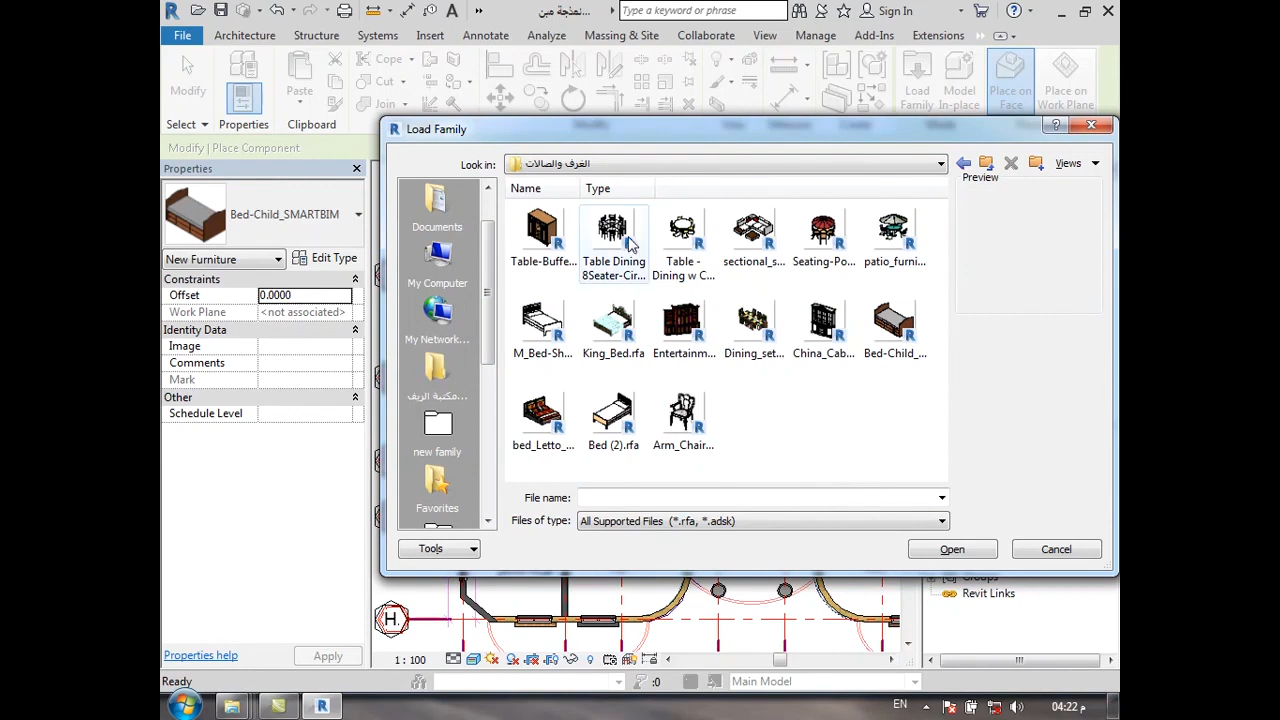 نمذجة مبن...
Type a keyword or phrase
Sign In
File
Architecture
Structure
Systems
Insert
Annotate
Analyze
Massing & Site
Collaborate
View
Manage
Add-Ins
Extensions
Modify
Properties
Paste
Cope
Cut
Join
Load Family
Model In-place
Place on Face
Place on Work Plane
Select
Properties
Clipboard
Modify | Place Component
Properties
Bed-Child_SMARTBIM
New Furniture
Edit Type
Constraints
Offset 0.0000
Work Plane <not associated>
Identity Data
Image
Comments
Mark
Other
Schedule Level
Properties help
Apply
Load Family
Look in:
الغرف والصالات
Views
Documents
My Computer
My Network...
مكتبة الريف...
new family
Favorites
Name
Type
Preview
Table-Buffe...
Table Dining 8Seater-Cir...
Table - Dining w C...
sectional_s...
Seating-Po...
patio_furni...
M_Bed-Sh...
King_Bed.rfa
Entertainm...
Dining_set...
China_Cab...
Bed-Child_...
bed_Letto_...
Bed (2).rfa
Arm_Chair...
File name:
Files of type: All Supported Files (*.rfa, *.adsk)
Tools
Open
Cancel
Revit Links
H.
1 : 100
Ready
:0
Main Model
EN
04:22 م